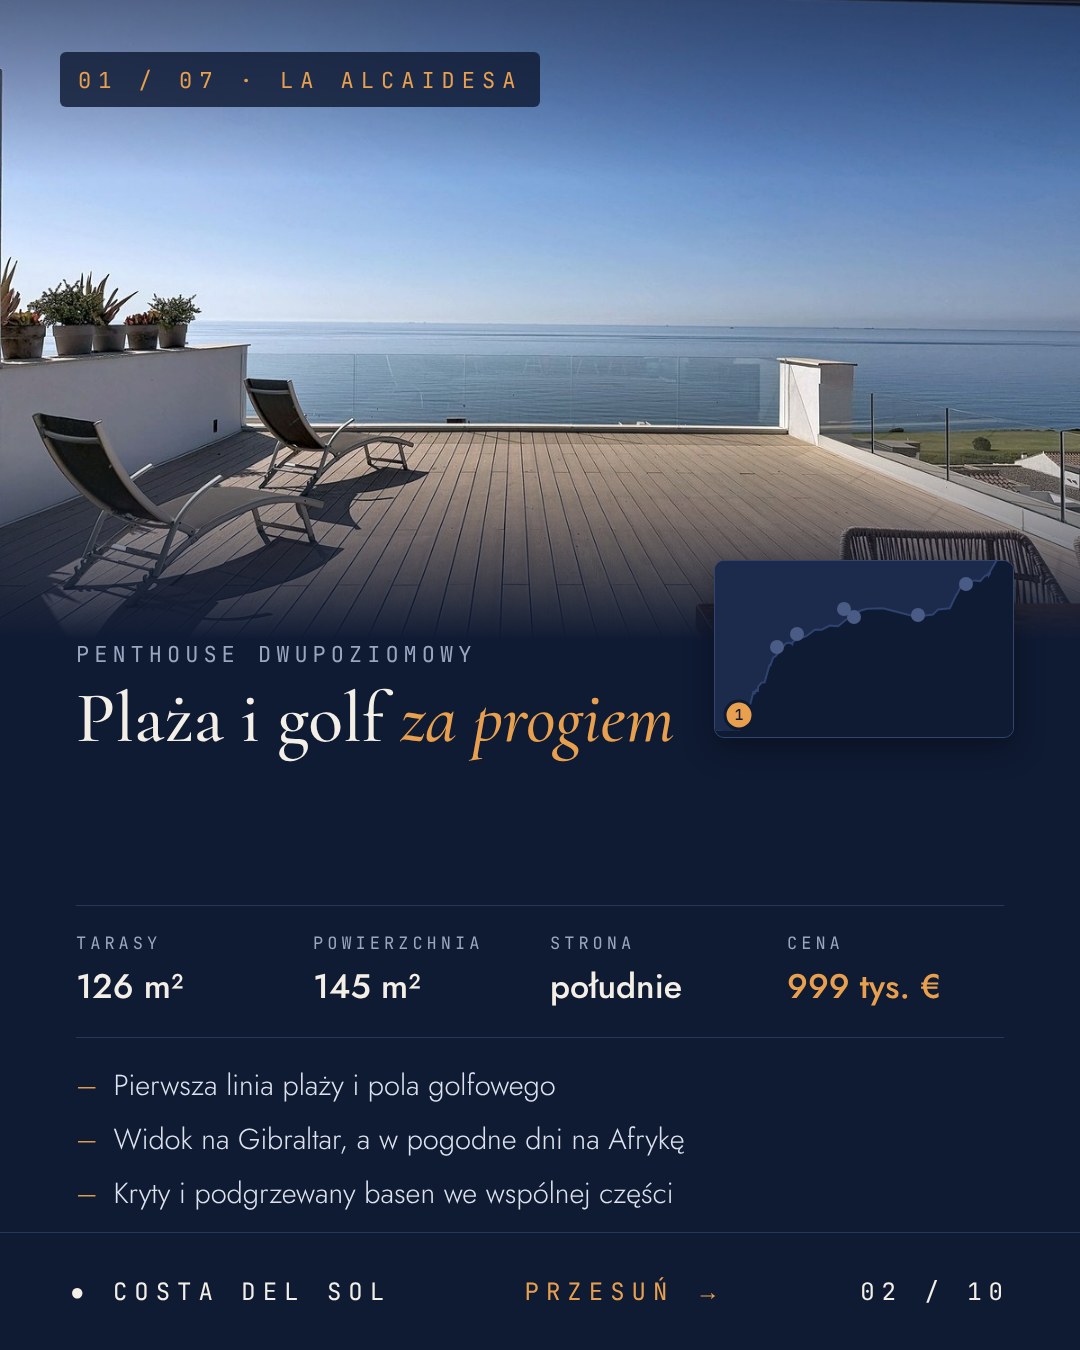 01 / 07 · LA ALCAIDESA
PENTHOUSE DWUPOZIOMOWY
Plaża i golf za progiem
1
TARASY
126 m²
POWIERZCHNIA
145 m²
STRONA
południe
CENA
999 tys. €
— Pierwsza linia plaży i pola golfowego
— Widok na Gibraltar, a w pogodne dni na Afrykę
— Kryty i podgrzewany basen we wspólnej części
• COSTA DEL SOL
PRZESUŃ →
02 / 10